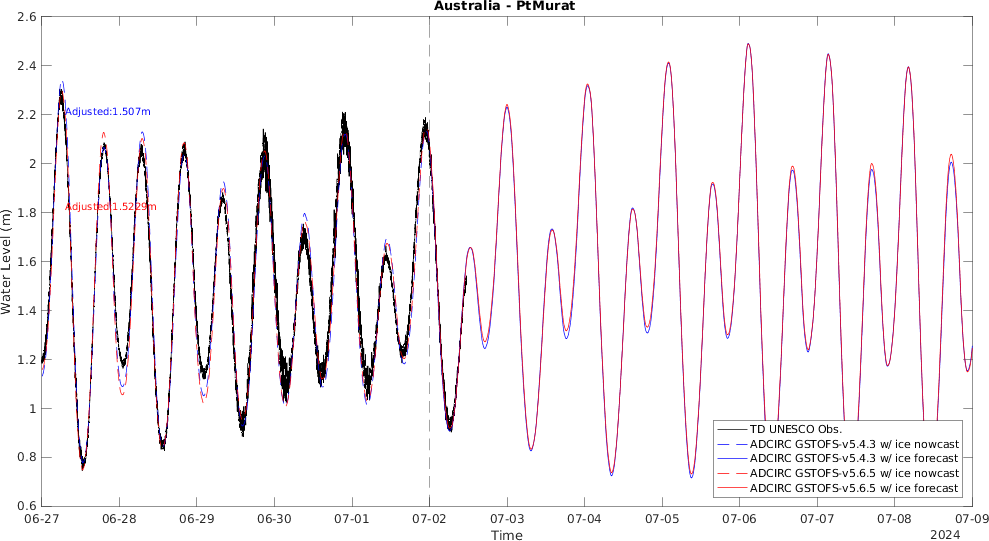 Australia - PtMurat
2.6
2.4
2.2
2
1.8
1.6
1.4
1.2
1
0.8
0.6
Water Level (m)
Adjusted:1.507m
Adjusted:1.5229m
TD UNESCO Obs.
ADCIRC GSTOFS-v5.4.3 w/ ice nowcast
ADCIRC GSTOFS-v5.4.3 w/ ice forecast
ADCIRC GSTOFS-v5.6.5 w/ ice nowcast
ADCIRC GSTOFS-v5.6.5 w/ ice forecast
06-27 06-28 06-29 06-30 07-01 07-02 07-03 07-04 07-05 07-06 07-07 07-08 07-09
Time
2024